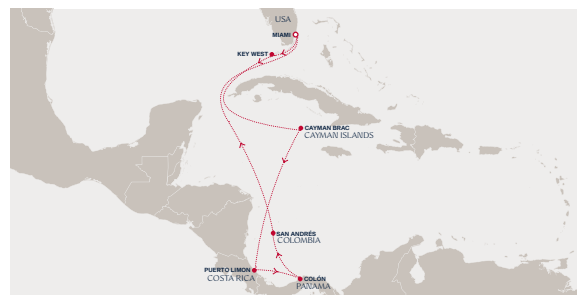 USA
MIAMI
KEY WEST
CAYMAN BRAC
CAYMAN ISLANDS
SAN ANDRÉS
COLOMBIA
PUERTO LIMON
COSTA RICA
COLÓN
PANAMA